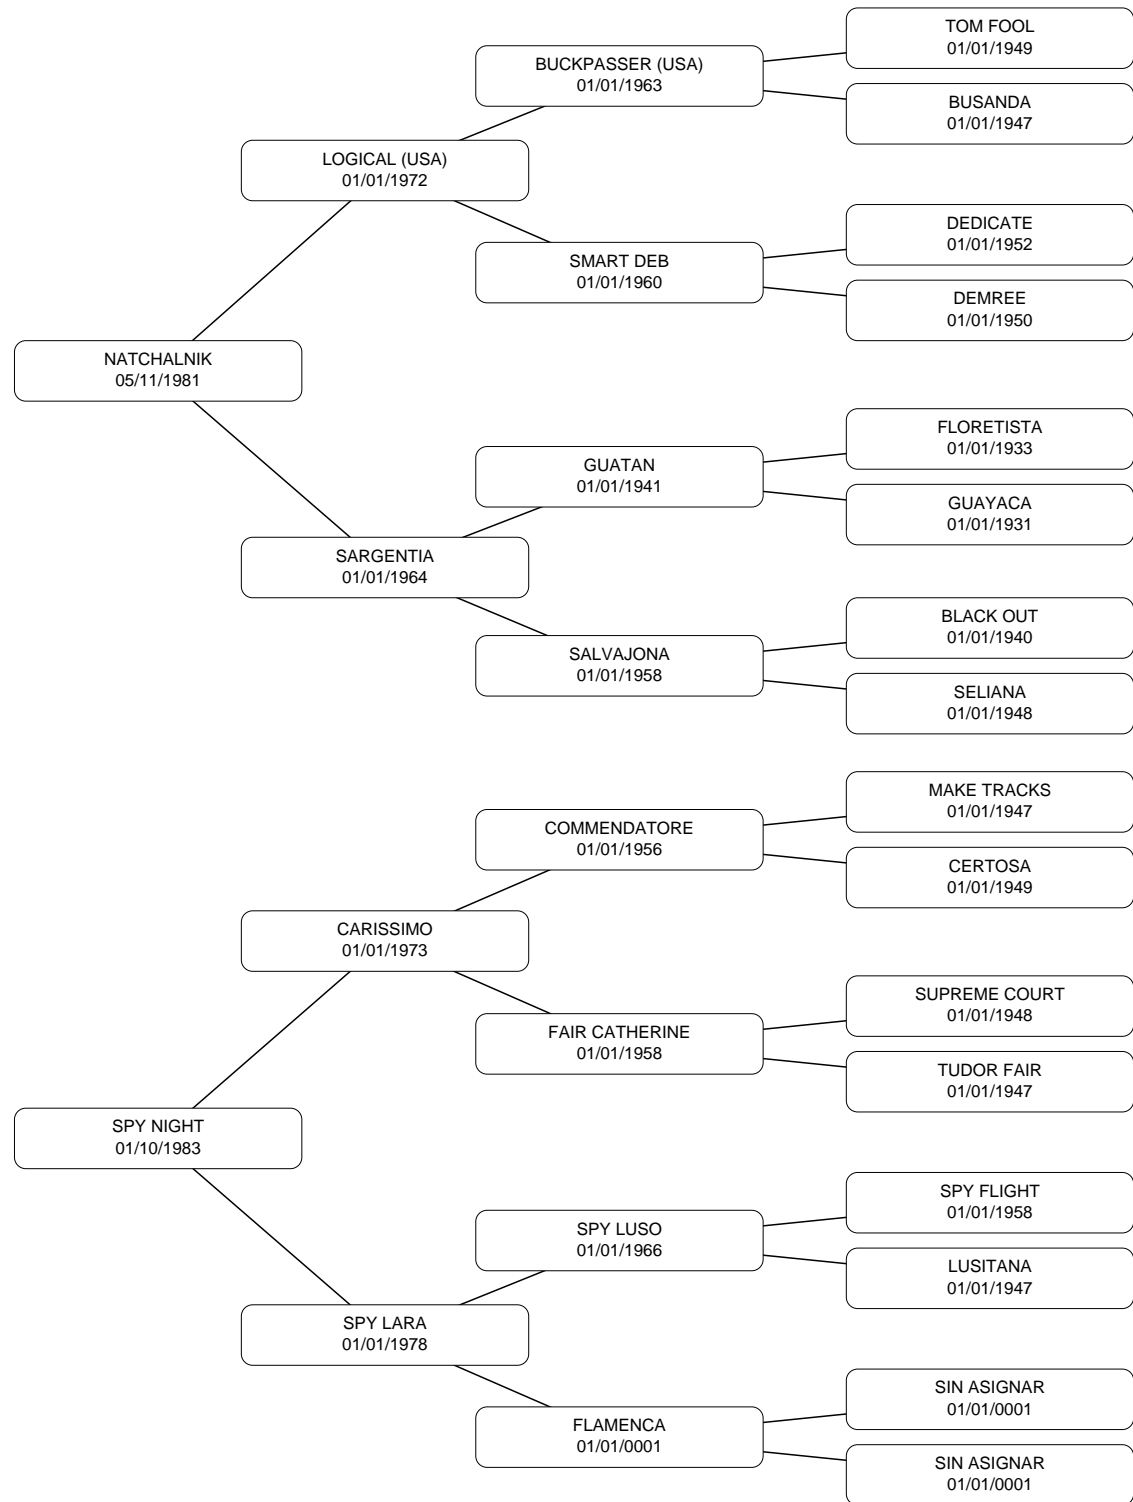 TOM FOOL
01/01/1949
BUCKPASSER (USA)
01/01/1963
BUSANDA
01/01/1947
LOGICAL (USA)
01/01/1972
DEDICATE
01/01/1952
SMART DEB
01/01/1960
DEMREE
01/01/1950
NATCHALNIK
05/11/1981
FLORETISTA
01/01/1933
GUATAN
01/01/1941
GUAYACA
01/01/1931
SARGENTIA
01/01/1964
BLACK OUT
01/01/1940
SALVAJONA
01/01/1958
SELIANA
01/01/1948
MAKE TRACKS
01/01/1947
COMMENDATORE
01/01/1956
CERTOSA
01/01/1949
CARISSIMO
01/01/1973
SUPREME COURT
01/01/1948
FAIR CATHERINE
01/01/1958
TUDOR FAIR
01/01/1947
SPY NIGHT
01/10/1983
SPY FLIGHT
01/01/1958
SPY LUSO
01/01/1966
LUSITANA
01/01/1947
SPY LARA
01/01/1978
SIN ASIGNAR
01/01/0001
FLAMENCA
01/01/0001
SIN ASIGNAR
01/01/0001